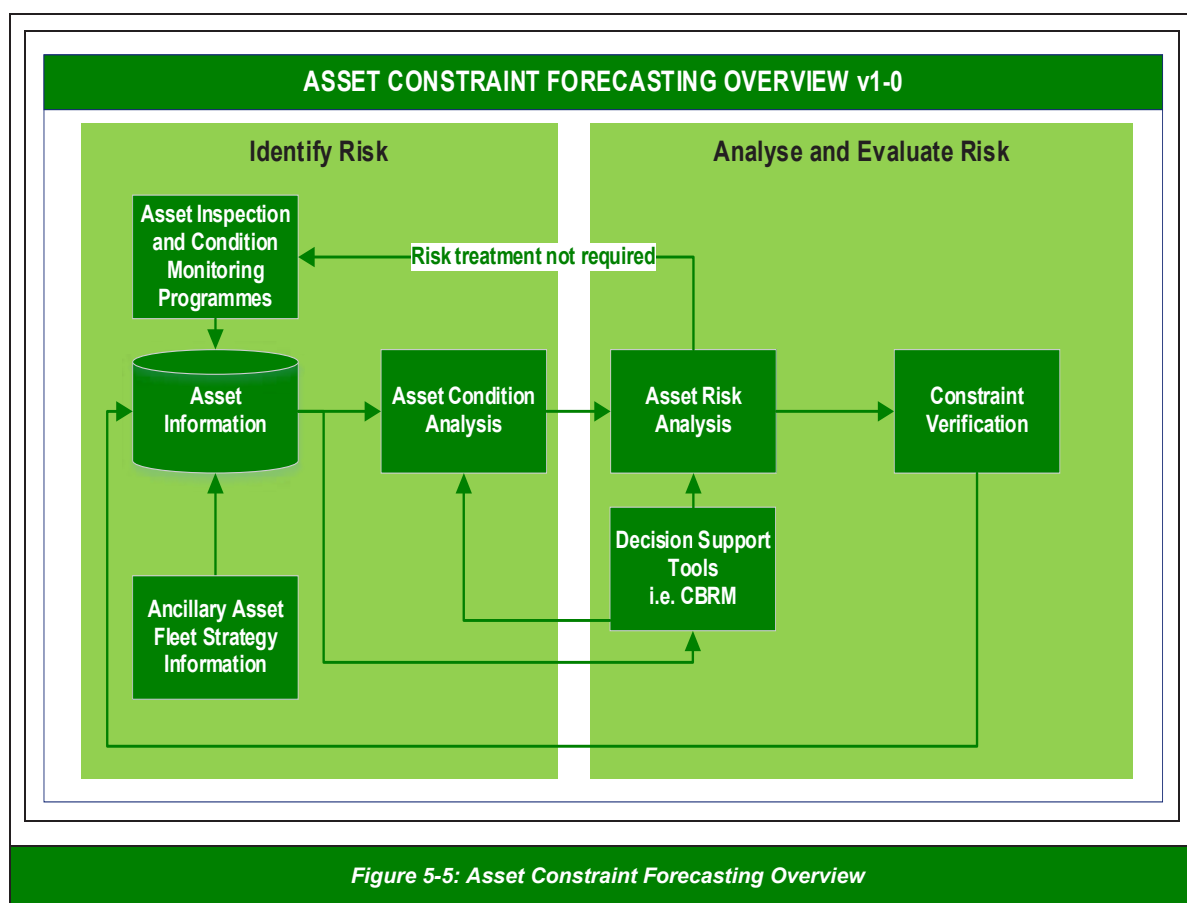 ASSET CONSTRAINT FORECASTING OVERVIEW v1-0
Identify Risk
Analyse and Evaluate Risk
Asset Inspection
and Condition
Monitoring
Programmes
Risk treatment not required
Asset
Information
Asset Condition
Analysis
Asset Risk
Analysis
Constraint
Verification
Decision Support
Tools
i.e. CBRM
Ancillary Asset
Fleet Strategy
Information
Figure 5-5: Asset Constraint Forecasting Overview